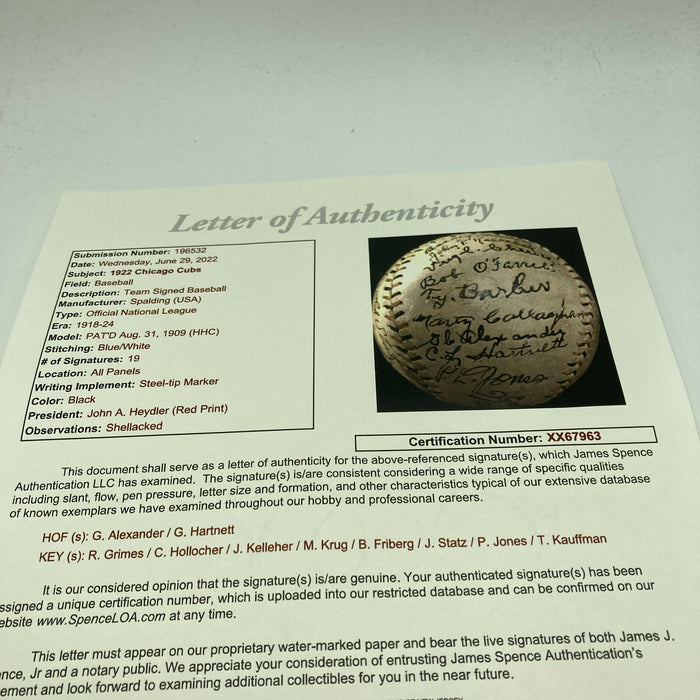 Letter of Authenticity
Submission Number: 196532
Date: Wednesday, June 29, 2022
Subject: 1922 Chicago Cubs
Field: Baseball
Description: Team Signed Baseball
Manufacturer: Spalding (USA)
Type: Official National League
Era: 1918-24
Model: PAT'D Aug. 31, 1909 (HHC)
Stitching: Blue/White
# of Signatures: 19
Location: All Panels
Writing Implement: Steel-tip Marker
Color: Black
President: John A. Heydler (Red Print)
Observations: Shellacked
Bob O'Farrel
T. Barber
Marty Callaghan
Alexander
C. L. Hartnett
P. L. Jones
Certification Number: XX67963
This document shall serve as a letter of authenticity for the above-referenced signature(s), which James Spence
Authentication LLC has examined. The signature(s) is/are consistent considering a wide range of specific qualities
including slant, flow, pen pressure, letter size and formation, and other characteristics typical of our extensive database
of known exemplars we have examined throughout our hobby and professional careers.
HOF (s): G. Alexander / G. Hartnett
KEY (s): R. Grimes / C. Hollocher / J. Kelleher / M. Krug / B. Friberg / J. Statz / P. Jones / T. Kauffman
It is our considered opinion that the signature(s) is/are genuine. Your authenticated signature(s) has been
ssigned a unique certification number, which is uploaded into our restricted database and can be confirmed on our
ebsite www.SpenceLOA.com at any time.
This letter must appear on our proprietary water-marked paper and bear the live signatures of both James J.
nce, Jr and a notary public. We appreciate your consideration of entrusting James Spence Authentication's
ement and look forward to examining additional collectibles for you in the near future.